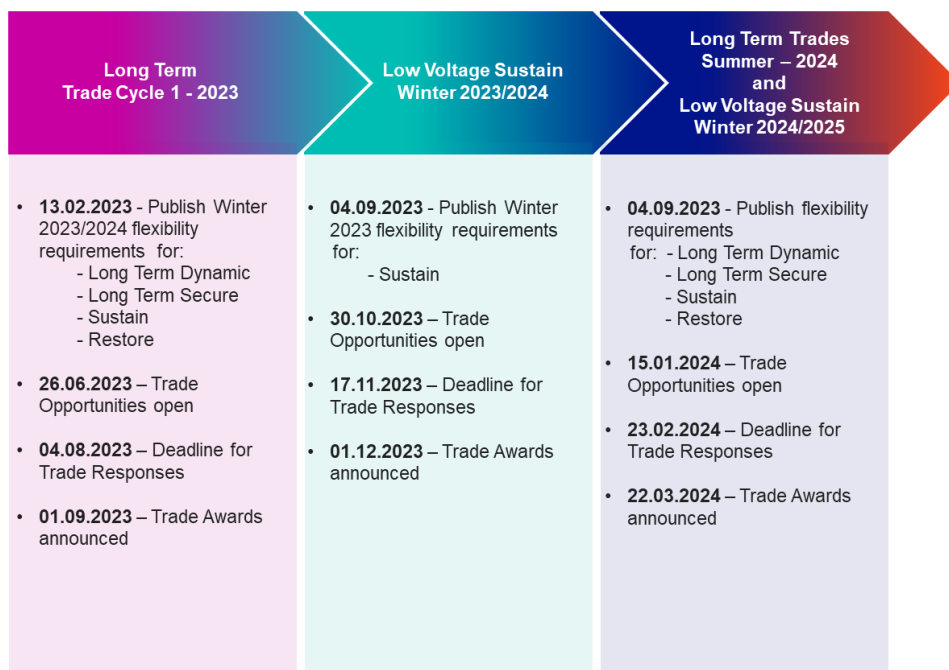 Long Term
Trade Cycle 1 - 2023
• 13.02.2023 - Publish Winter
2023/2024 flexibility
requirements for:
- Long Term Dynamic
- Long Term Secure
- Sustain
- Restore
• 26.06.2023 – Trade
Opportunities open
• 04.08.2023 – Deadline for
Trade Responses
• 01.09.2023 – Trade Awards
announced
Low Voltage Sustain
Winter 2023/2024
• 04.09.2023 - Publish Winter
2023 flexibility requirements
for:
- Sustain
• 30.10.2023 – Trade
Opportunities open
• 17.11.2023 – Deadline for
Trade Responses
• 01.12.2023 – Trade Awards
announced
Long Term Trades
Summer – 2024
and
Low Voltage Sustain
Winter 2024/2025
• 04.09.2023 - Publish flexibility
requirements
for: - Long Term Dynamic
- Long Term Secure
- Sustain
- Restore
• 15.01.2024 – Trade
Opportunities open
• 23.02.2024 – Deadline for
Trade Responses
• 22.03.2024 – Trade Awards
announced